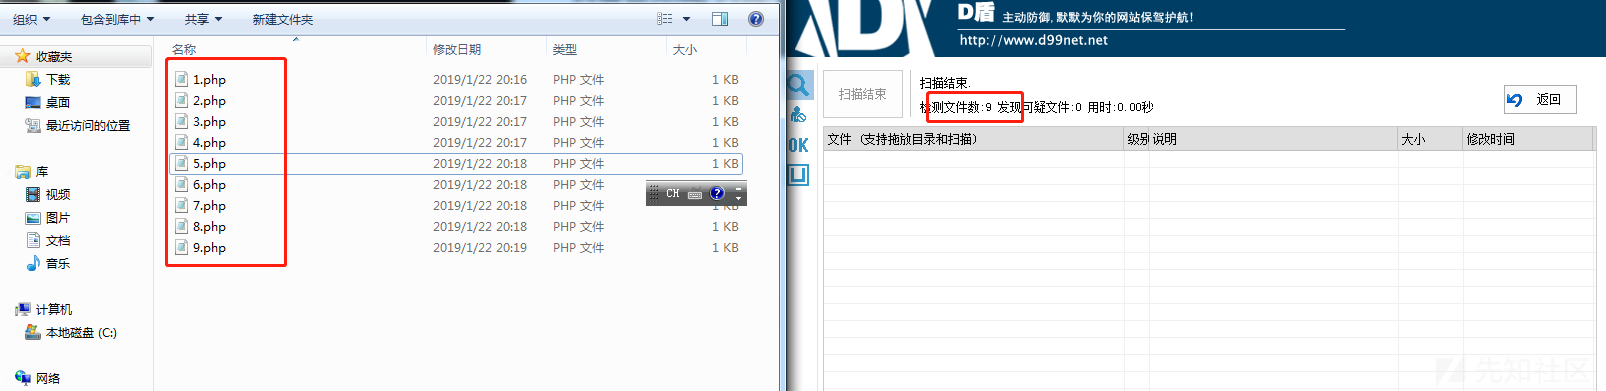 组织 包含到库中 共享 新建文件夹
收藏夹
下载
桌面
最近访问的位置
库
视频
图片
文档
音乐
计算机
本地磁盘 (C:)
网络
名称 修改日期 类型 大小
1.php 2019/1/22 20:16 PHP 文件 1 KB
2.php 2019/1/22 20:17 PHP 文件 1 KB
3.php 2019/1/22 20:17 PHP 文件 1 KB
4.php 2019/1/22 20:17 PHP 文件 1 KB
5.php 2019/1/22 20:18 PHP 文件 1 KB
6.php 2019/1/22 20:18 PHP 文件
7.php 2019/1/22 20:18 PHP 文件 1 KB
8.php 2019/1/22 20:18 PHP 文件 1 KB
9.php 2019/1/22 20:19 PHP 文件 1 KB
CH
D盾 主动防御,默默为你的网站保驾护航!
http://www.d99net.net
扫描结束
扫描结束.
检测文件数:9 发现可疑文件:0 用时:0.00秒
返回
OK
文件 (支持拖放目录和扫描) 级别 说明 大小 修改时间
先知社区